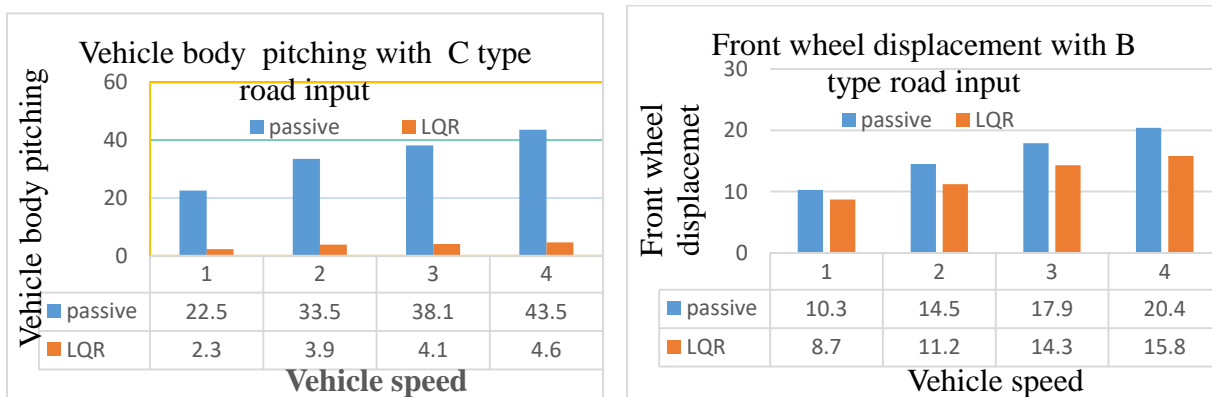 Vehicle body pitching with C type
road input
Vehicle body pitching
passive LQR
60
40
20
0
1 2 3 4
passive 22.5 33.5 38.1 43.5
LQR 2.3 3.9 4.1 4.6
Vehicle speed
Front wheel displacement with B
type road input
Front wheel
displacemet
passive LQR
30
20
10
0
1 2 3 4
passive 10.3 14.5 17.9 20.4
LQR 8.7 11.2 14.3 15.8
Vehicle speed